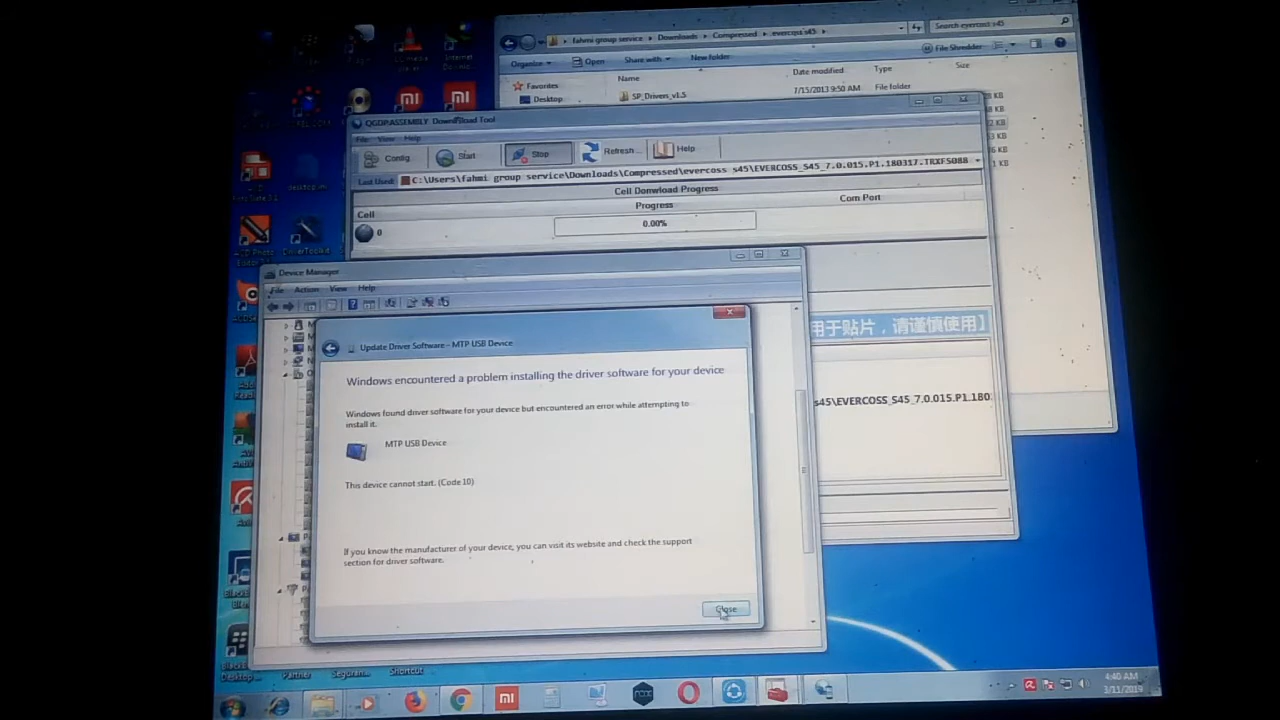 Search evercoss s45
fahmi group service Downloads Compressed evercoss s45
File Shredder
Organize Open Share with New folder
Name Date modified Type Size
Favorites
Desktop
SP_Drivers_v1.5 7/15/2013 9:50 AM File folder
QGDP.ASSEMBLY Download Tool
File View Help
Config Start Stop Refresh... Help
Last Used: C:\Users\fahmi group service\Downloads\Compressed\evercoss s45\EVERCOSS_S45_7.0.015.P1.180317.TRXFS088
Cell Donwload Progress
Cell Progress Com Port
0 0.00%
Device Manager
File Action View Help
用于贴片，请谨慎使用】
s45\EVERCOSS_S45_7.0.015.P1.180
Update Driver Software - MTP USB Device
Windows encountered a problem installing the driver software for your device
Windows found driver software for your device but encountered an error while attempting to
install it.
MTP USB Device
This device cannot start. (Code 10)
If you know the manufacturer of your device, you can visit its website and check the support
section for driver software.
Close
Partner
Shortcut
4:40 AM
3/11/2019